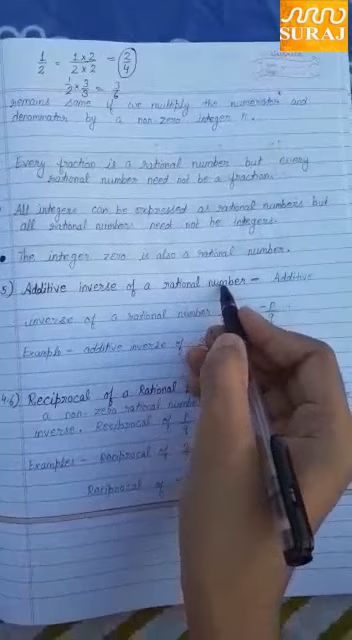 SURAJ
1/2 = 1×2/2×2 = 2/4
1/2 × 3/3 = 3/6
remains same if we multiply the numerator and
denominator by a non-zero integer n.
Every fraction is a rational number but every
rational number need not be a fraction.
All integers can be expressed as rational numbers but
all rational numbers need not be integers.
• The integer zero is also a rational number.
5) Additive inverse of a rational number – Additive
inverse of a rational number -p/q
Example – additive inverse of
6) Reciprocal of a Rational
a non-zero rational number
inverse. Reciprocal of
Examples – Reciprocal of
Reciprocal of